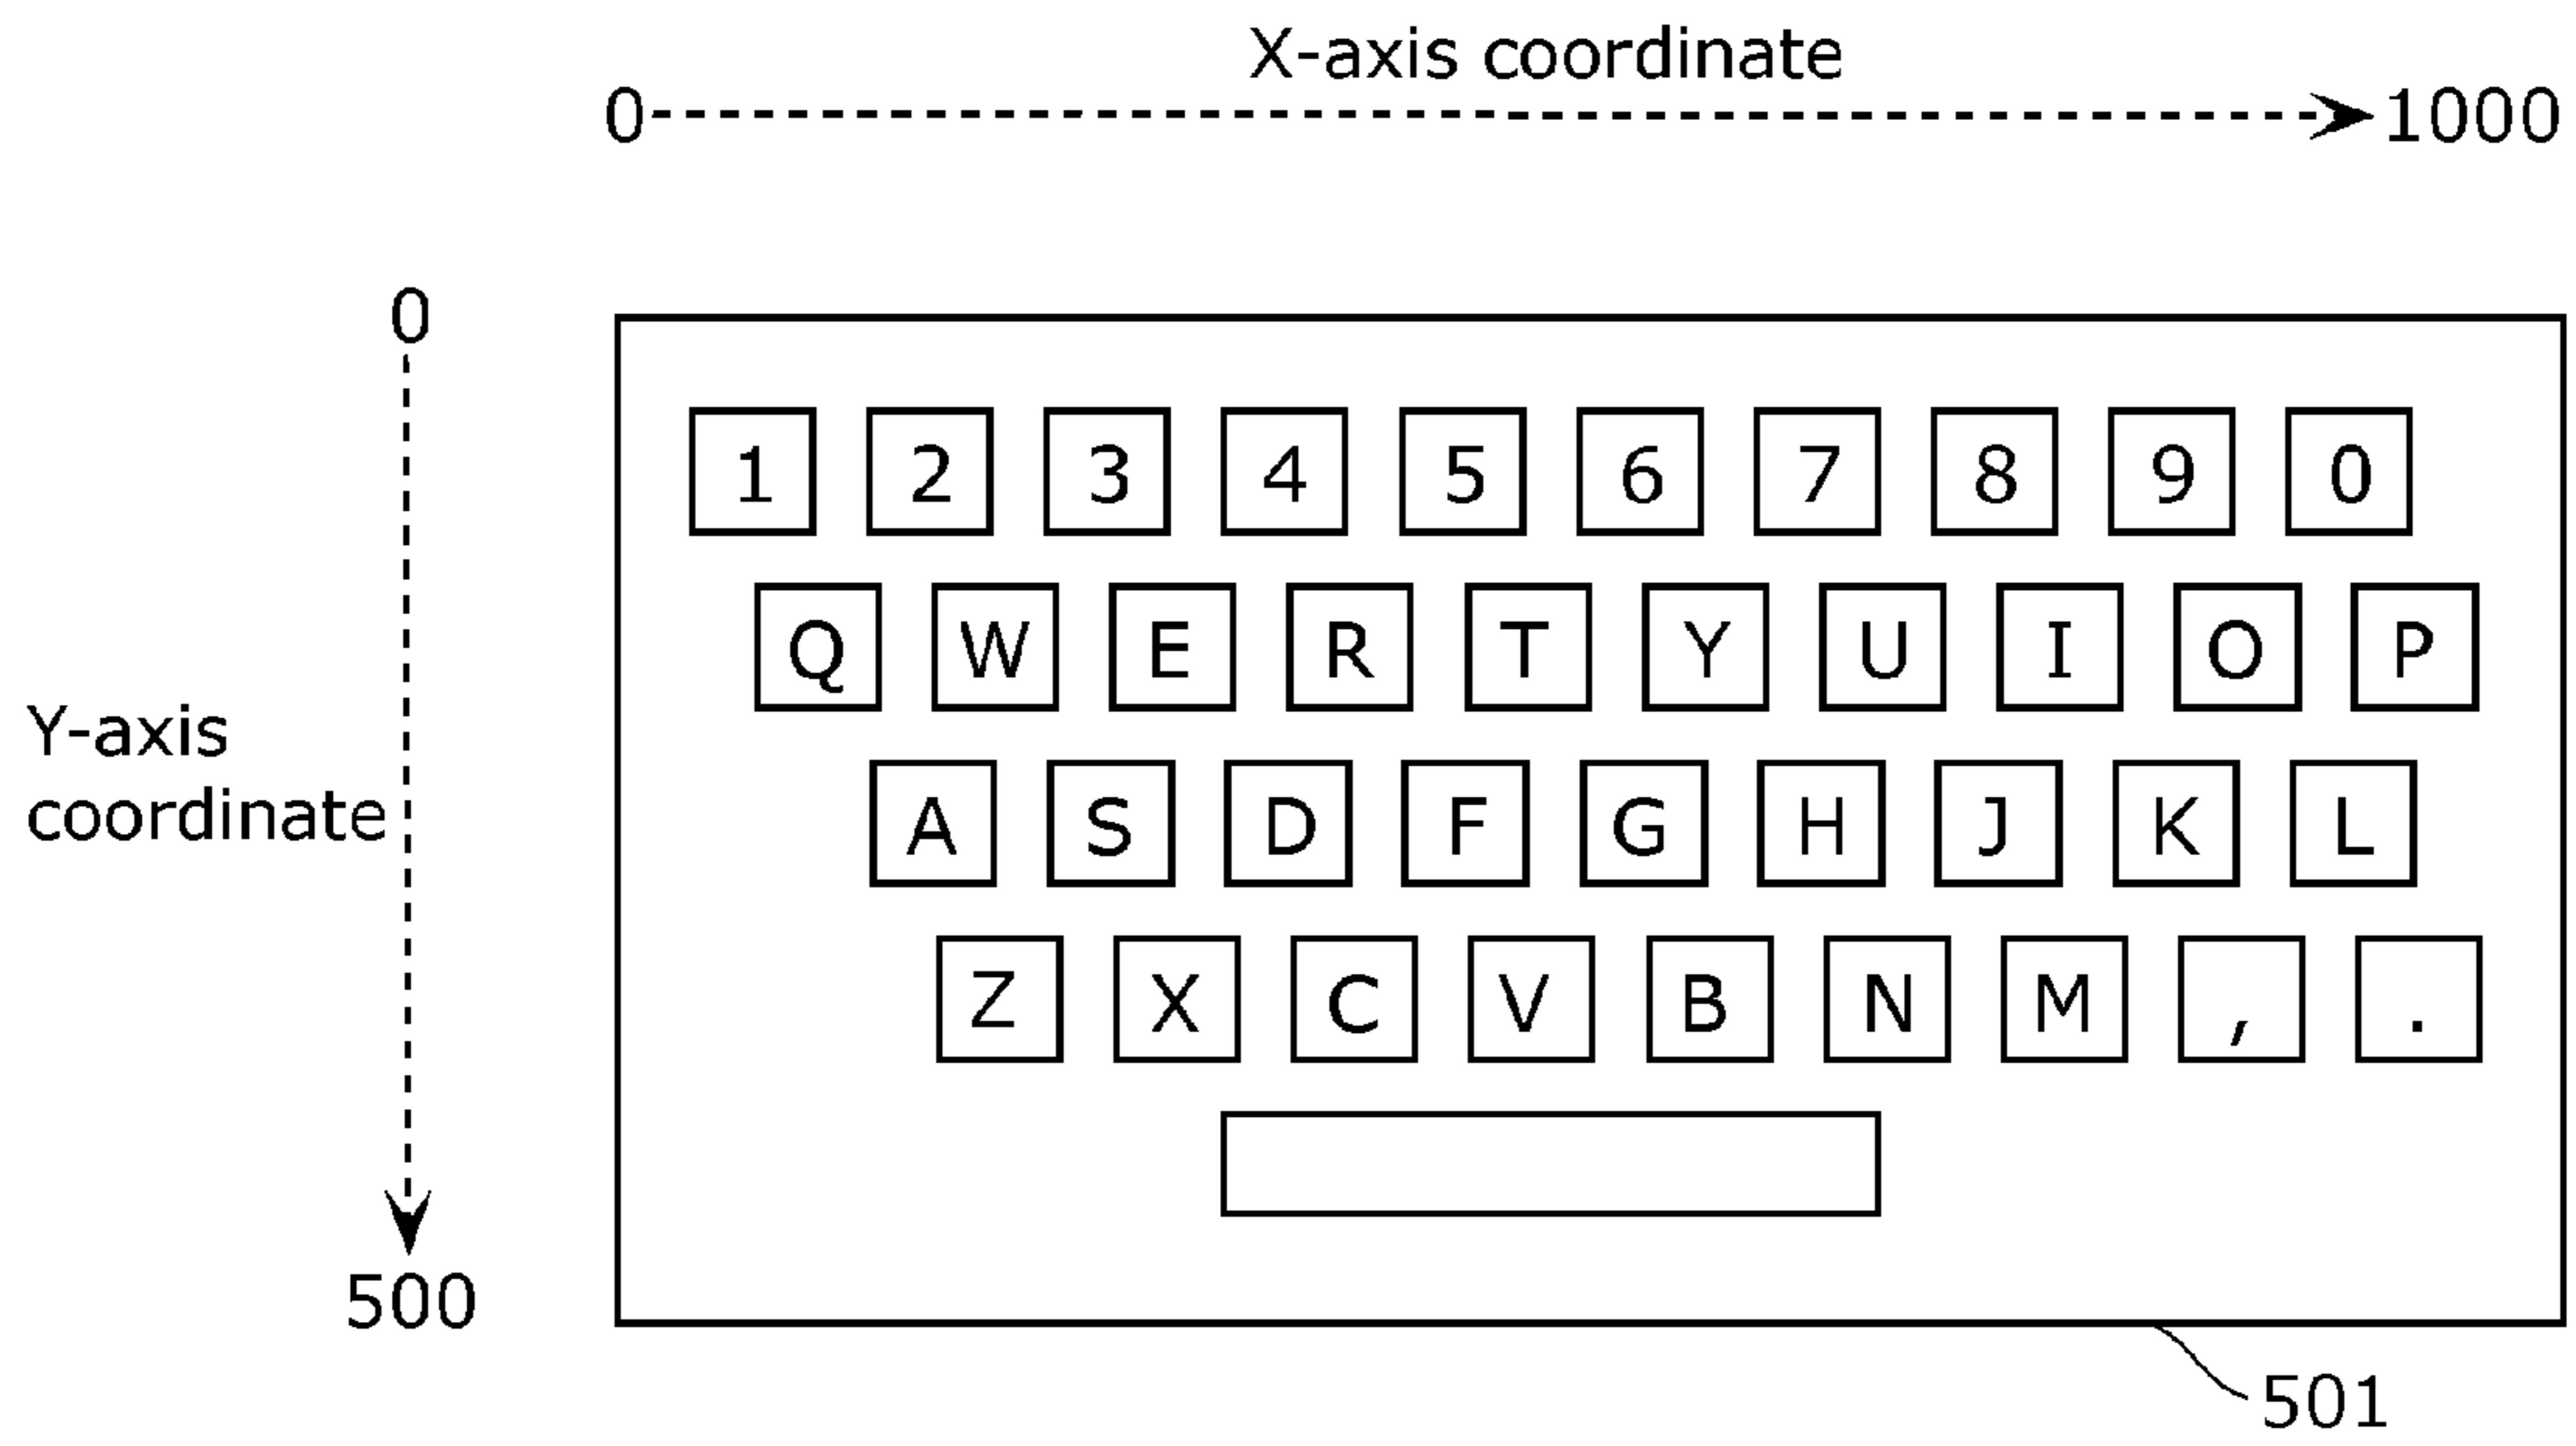 X-axis coordinate
0 1000
0
1 2 3 4 5 6 7 8 9 0
Q W E R T Y U I O P
Y-axis
coordinate
A S D F G H J K L
Z X C V B N M , .
500
501